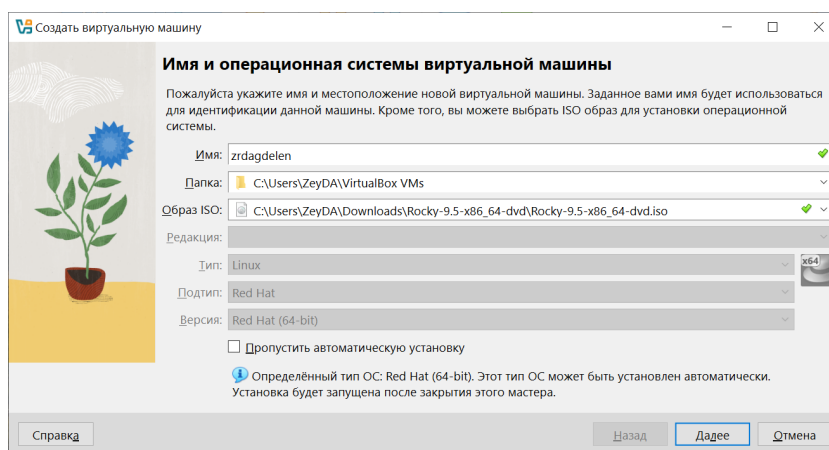 Создать виртуальную машину
Имя и операционная системы виртуальной машины
Пожалуйста укажите имя и местоположение новой виртуальной машины. Заданное вами имя будет использоваться
для идентификации данной машины. Кроме того, вы можете выбрать ISO образ для установки операционной
системы.
Имя: zrdagdelen
Папка: C:\Users\ZeyDA\VirtualBox VMs
Образ ISO: C:\Users\ZeyDA\Downloads\Rocky-9.5-x86_64-dvd\Rocky-9.5-x86_64-dvd.iso
Редакция:
Тип: Linux x64
Подтип: Red Hat
Версия: Red Hat (64-bit)
Пропустить автоматическую установку
Определённый тип ОС: Red Hat (64-bit). Этот тип ОС может быть установлен автоматически.
Установка будет запущена после закрытия этого мастера.
Справка Назад Далее Отмена